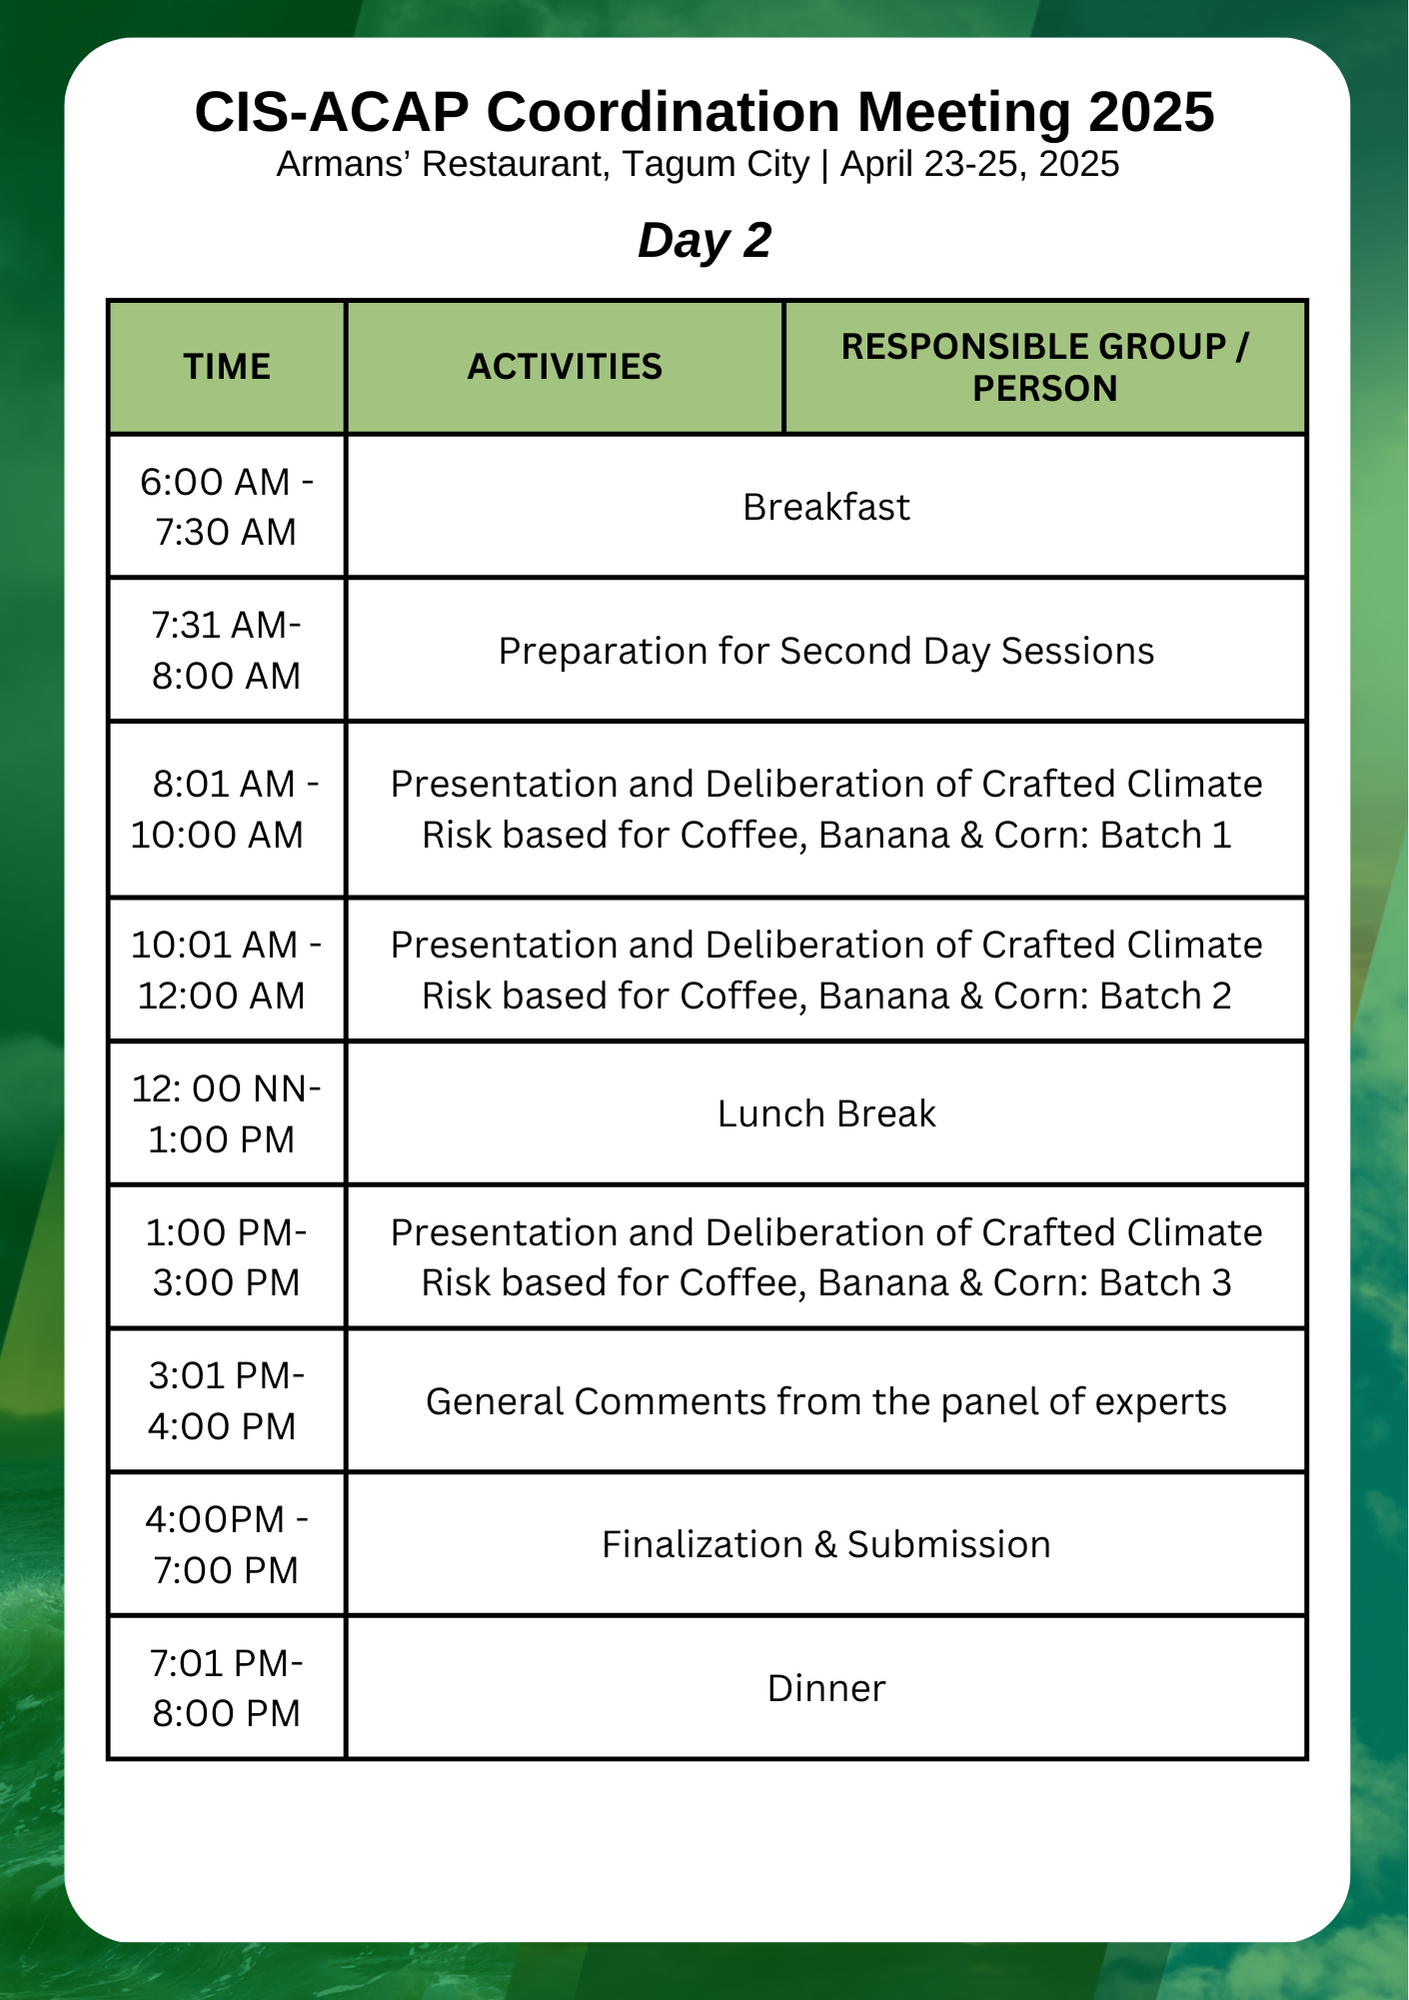 CIS-ACAP Coordination Meeting 2025
Armans’ Restaurant, Tagum City | April 23-25, 2025
Day 2
TIME
ACTIVITIES
RESPONSIBLE GROUP /
PERSON
6:00 AM -
7:30 AM
Breakfast
7:31 AM-
8:00 AM
Preparation for Second Day Sessions
8:01 AM -
10:00 AM
Presentation and Deliberation of Crafted Climate
Risk based for Coffee, Banana & Corn: Batch 1
10:01 AM -
12:00 AM
Presentation and Deliberation of Crafted Climate
Risk based for Coffee, Banana & Corn: Batch 2
12: 00 NN-
1:00 PM
Lunch Break
1:00 PM-
3:00 PM
Presentation and Deliberation of Crafted Climate
Risk based for Coffee, Banana & Corn: Batch 3
3:01 PM-
4:00 PM
General Comments from the panel of experts
4:00PM -
7:00 PM
Finalization & Submission
7:01 PM-
8:00 PM
Dinner